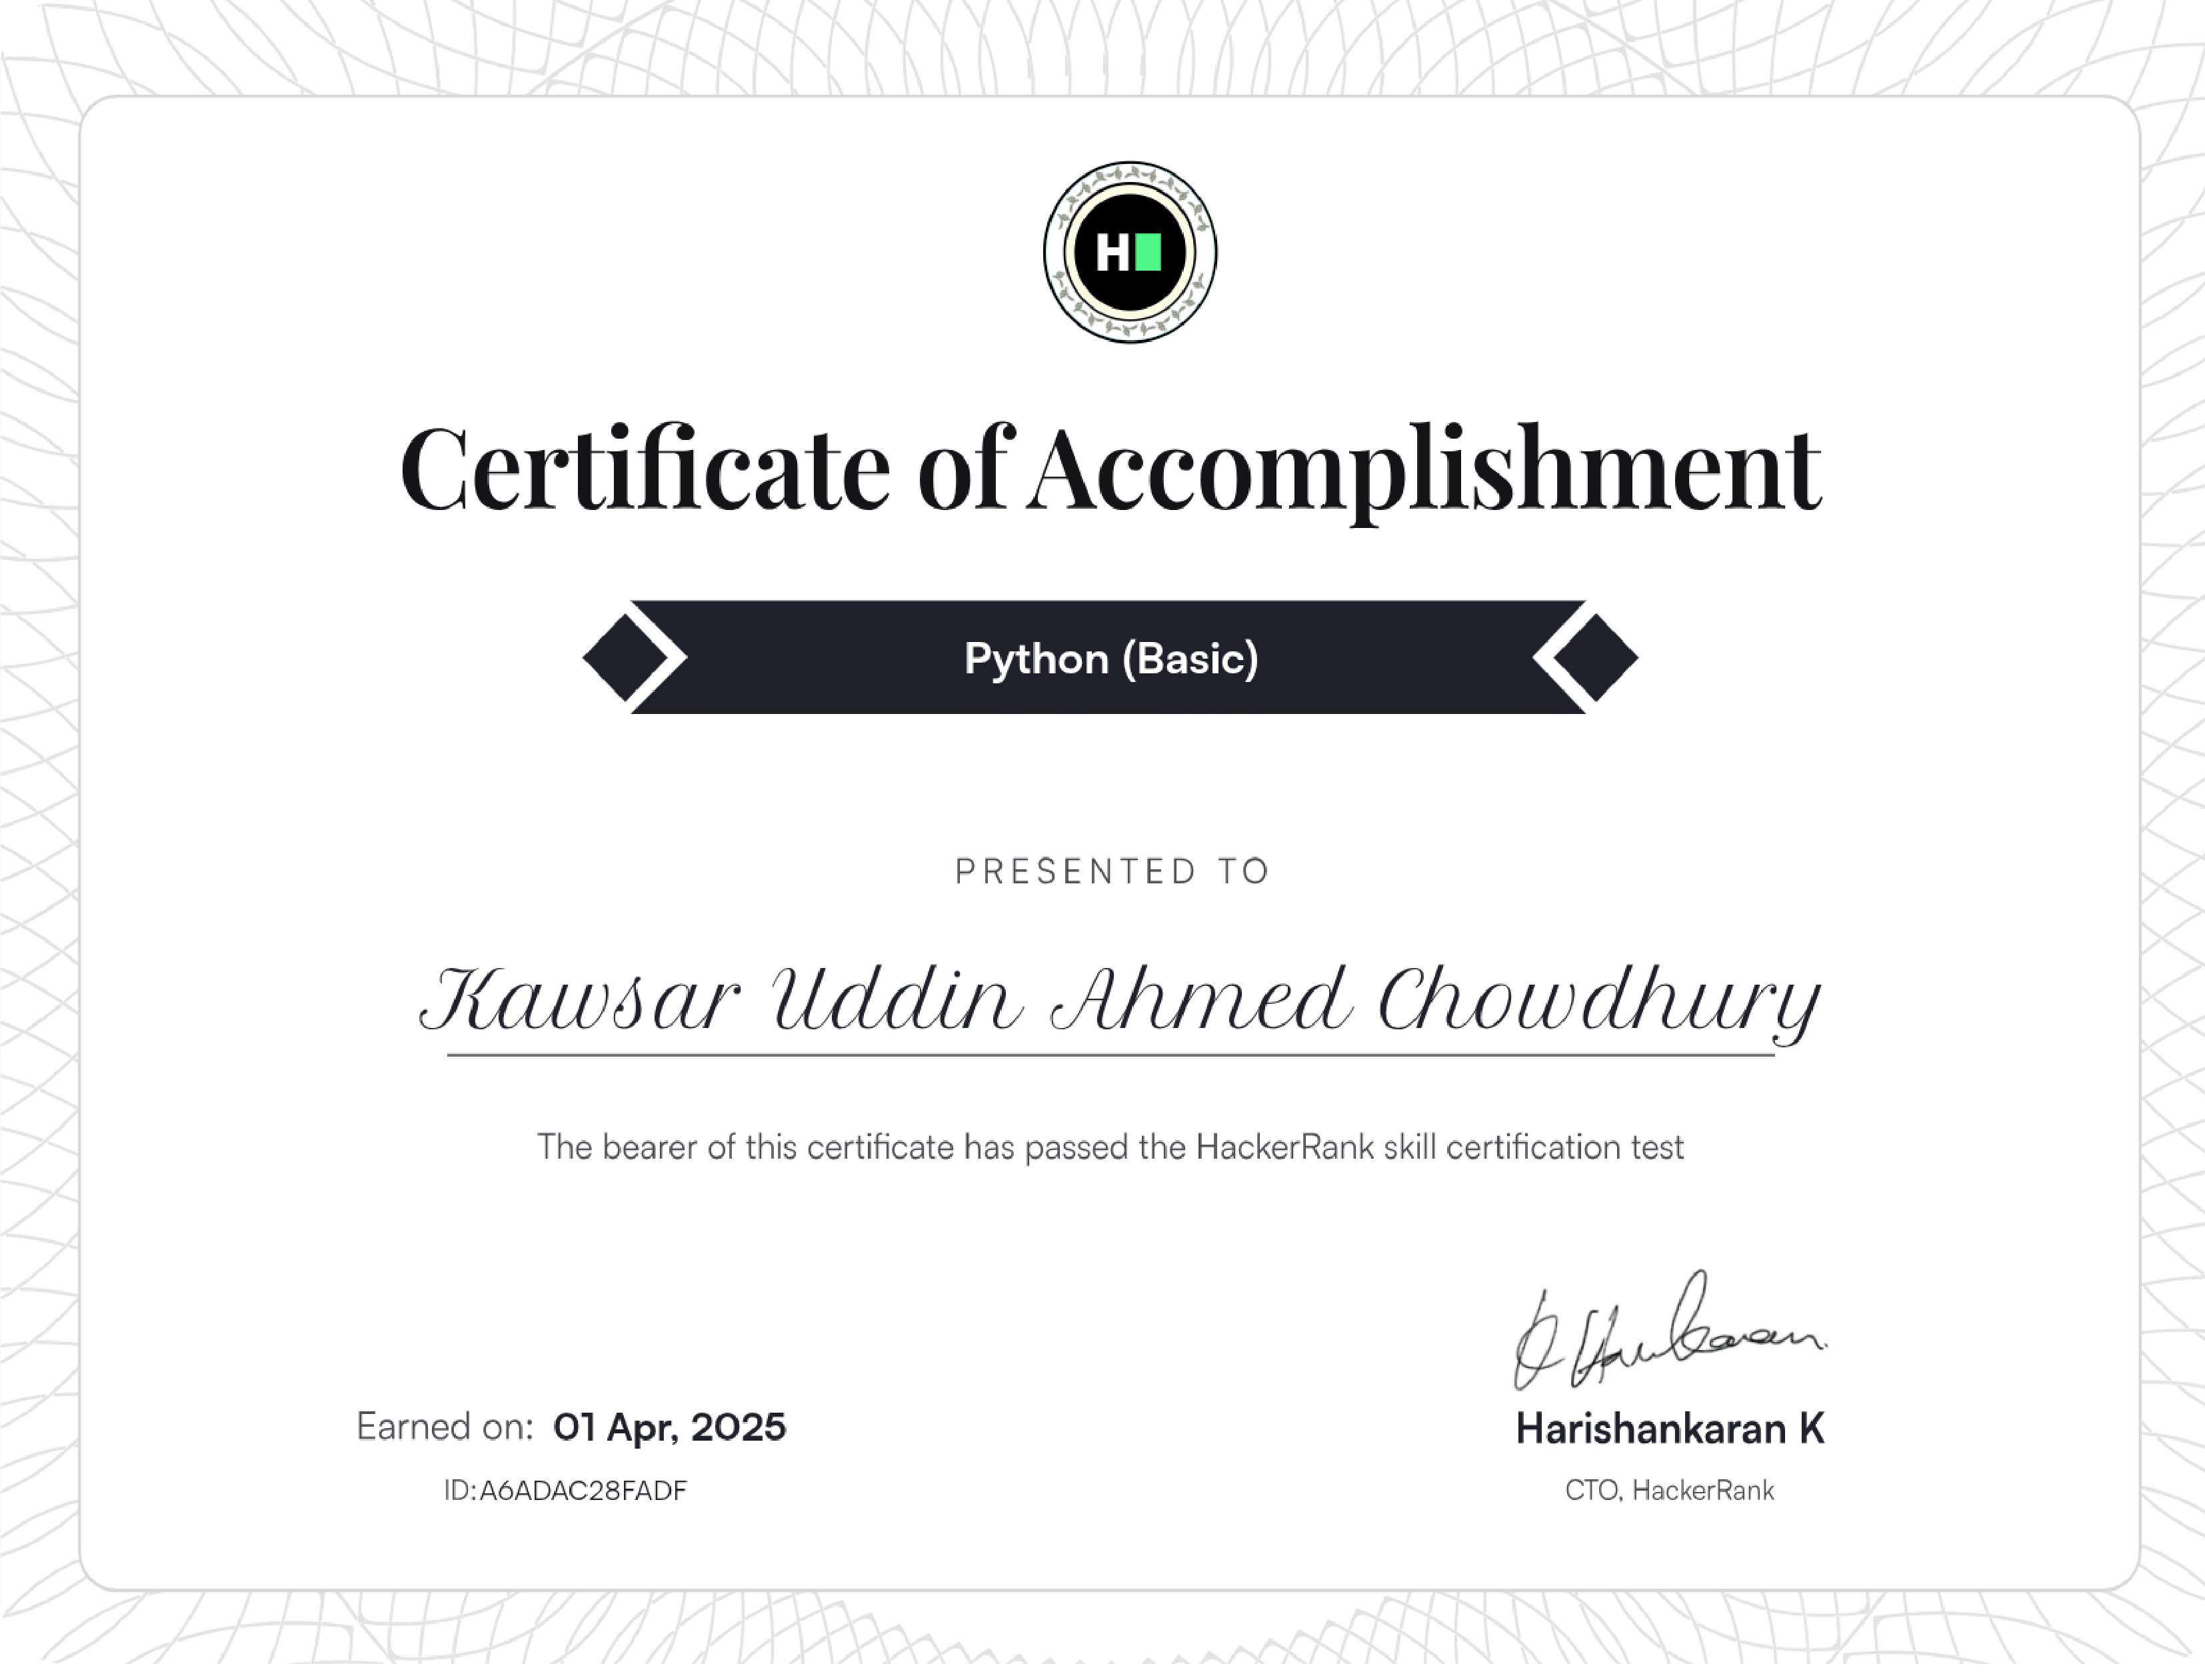 H
Certificate of Accomplishment
Python (Basic)
PRESENTED TO
Kawsar Uddin Ahmed Chowdhury
The bearer of this certificate has passed the HackerRank skill certification test
Earned on: 01 Apr, 2025
ID:A6ADAC28FADF
K Harishankaran
Harishankaran K
CTO, HackerRank